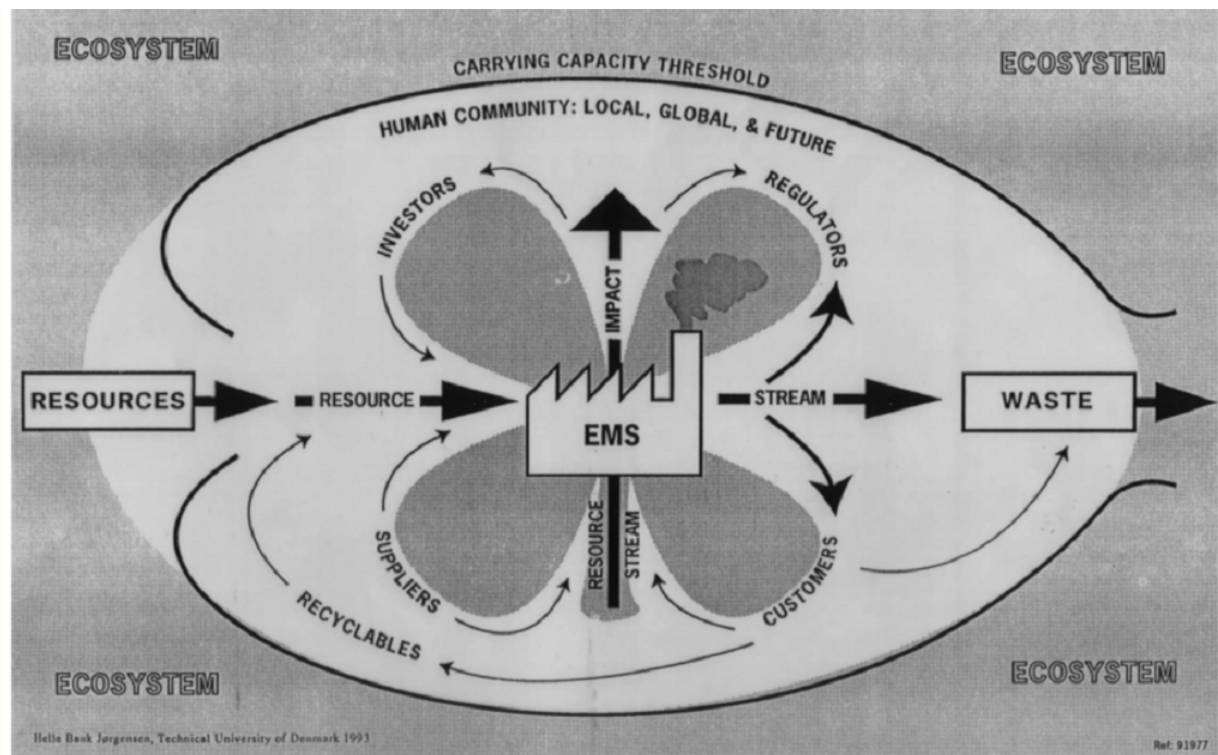 ECOSYSTEM
ECOSYSTEM
CARRYING CAPACITY THRESHOLD
HUMAN COMMUNITY: LOCAL, GLOBAL, & FUTURE
INVESTORS
REGULATORS
IMPACT
RESOURCES
RESOURCE
STREAM
WASTE
EMS
SUPPLIERS
RESOURCE
STREAM
CUSTOMERS
RECYCLABLES
ECOSYSTEM
ECOSYSTEM
Helle Bank Jørgensen, Technical University of Denmark 1993
Ref: 91977